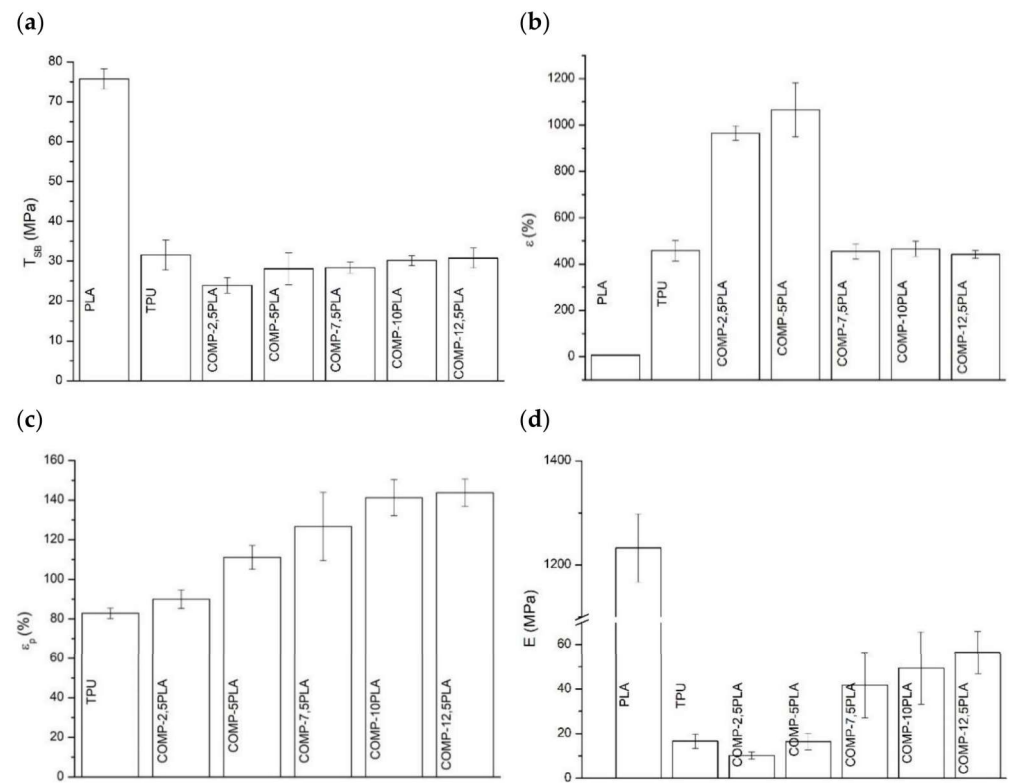 (a)
80
70
60
50
40
30
20
10
0
T_SB (MPa)
PLA
TPU
COMP-2,5PLA
COMP-5PLA
COMP-7,5PLA
COMP-10PLA
COMP-12,5PLA
(b)
1200
1000
800
600
400
200
0
ε (%)
PLA
TPU
COMP-2,5PLA
COMP-5PLA
COMP-7,5PLA
COMP-10PLA
COMP-12,5PLA
(c)
160
140
120
100
80
60
40
20
0
ε_p (%)
TPU
COMP-2,5PLA
COMP-5PLA
COMP-7,5PLA
COMP-10PLA
COMP-12,5PLA
(d)
1400
1200
60
40
20
0
E (MPa)
PLA
TPU
COMP-2,5PLA
COMP-5PLA
COMP-7,5PLA
COMP-10PLA
COMP-12,5PLA